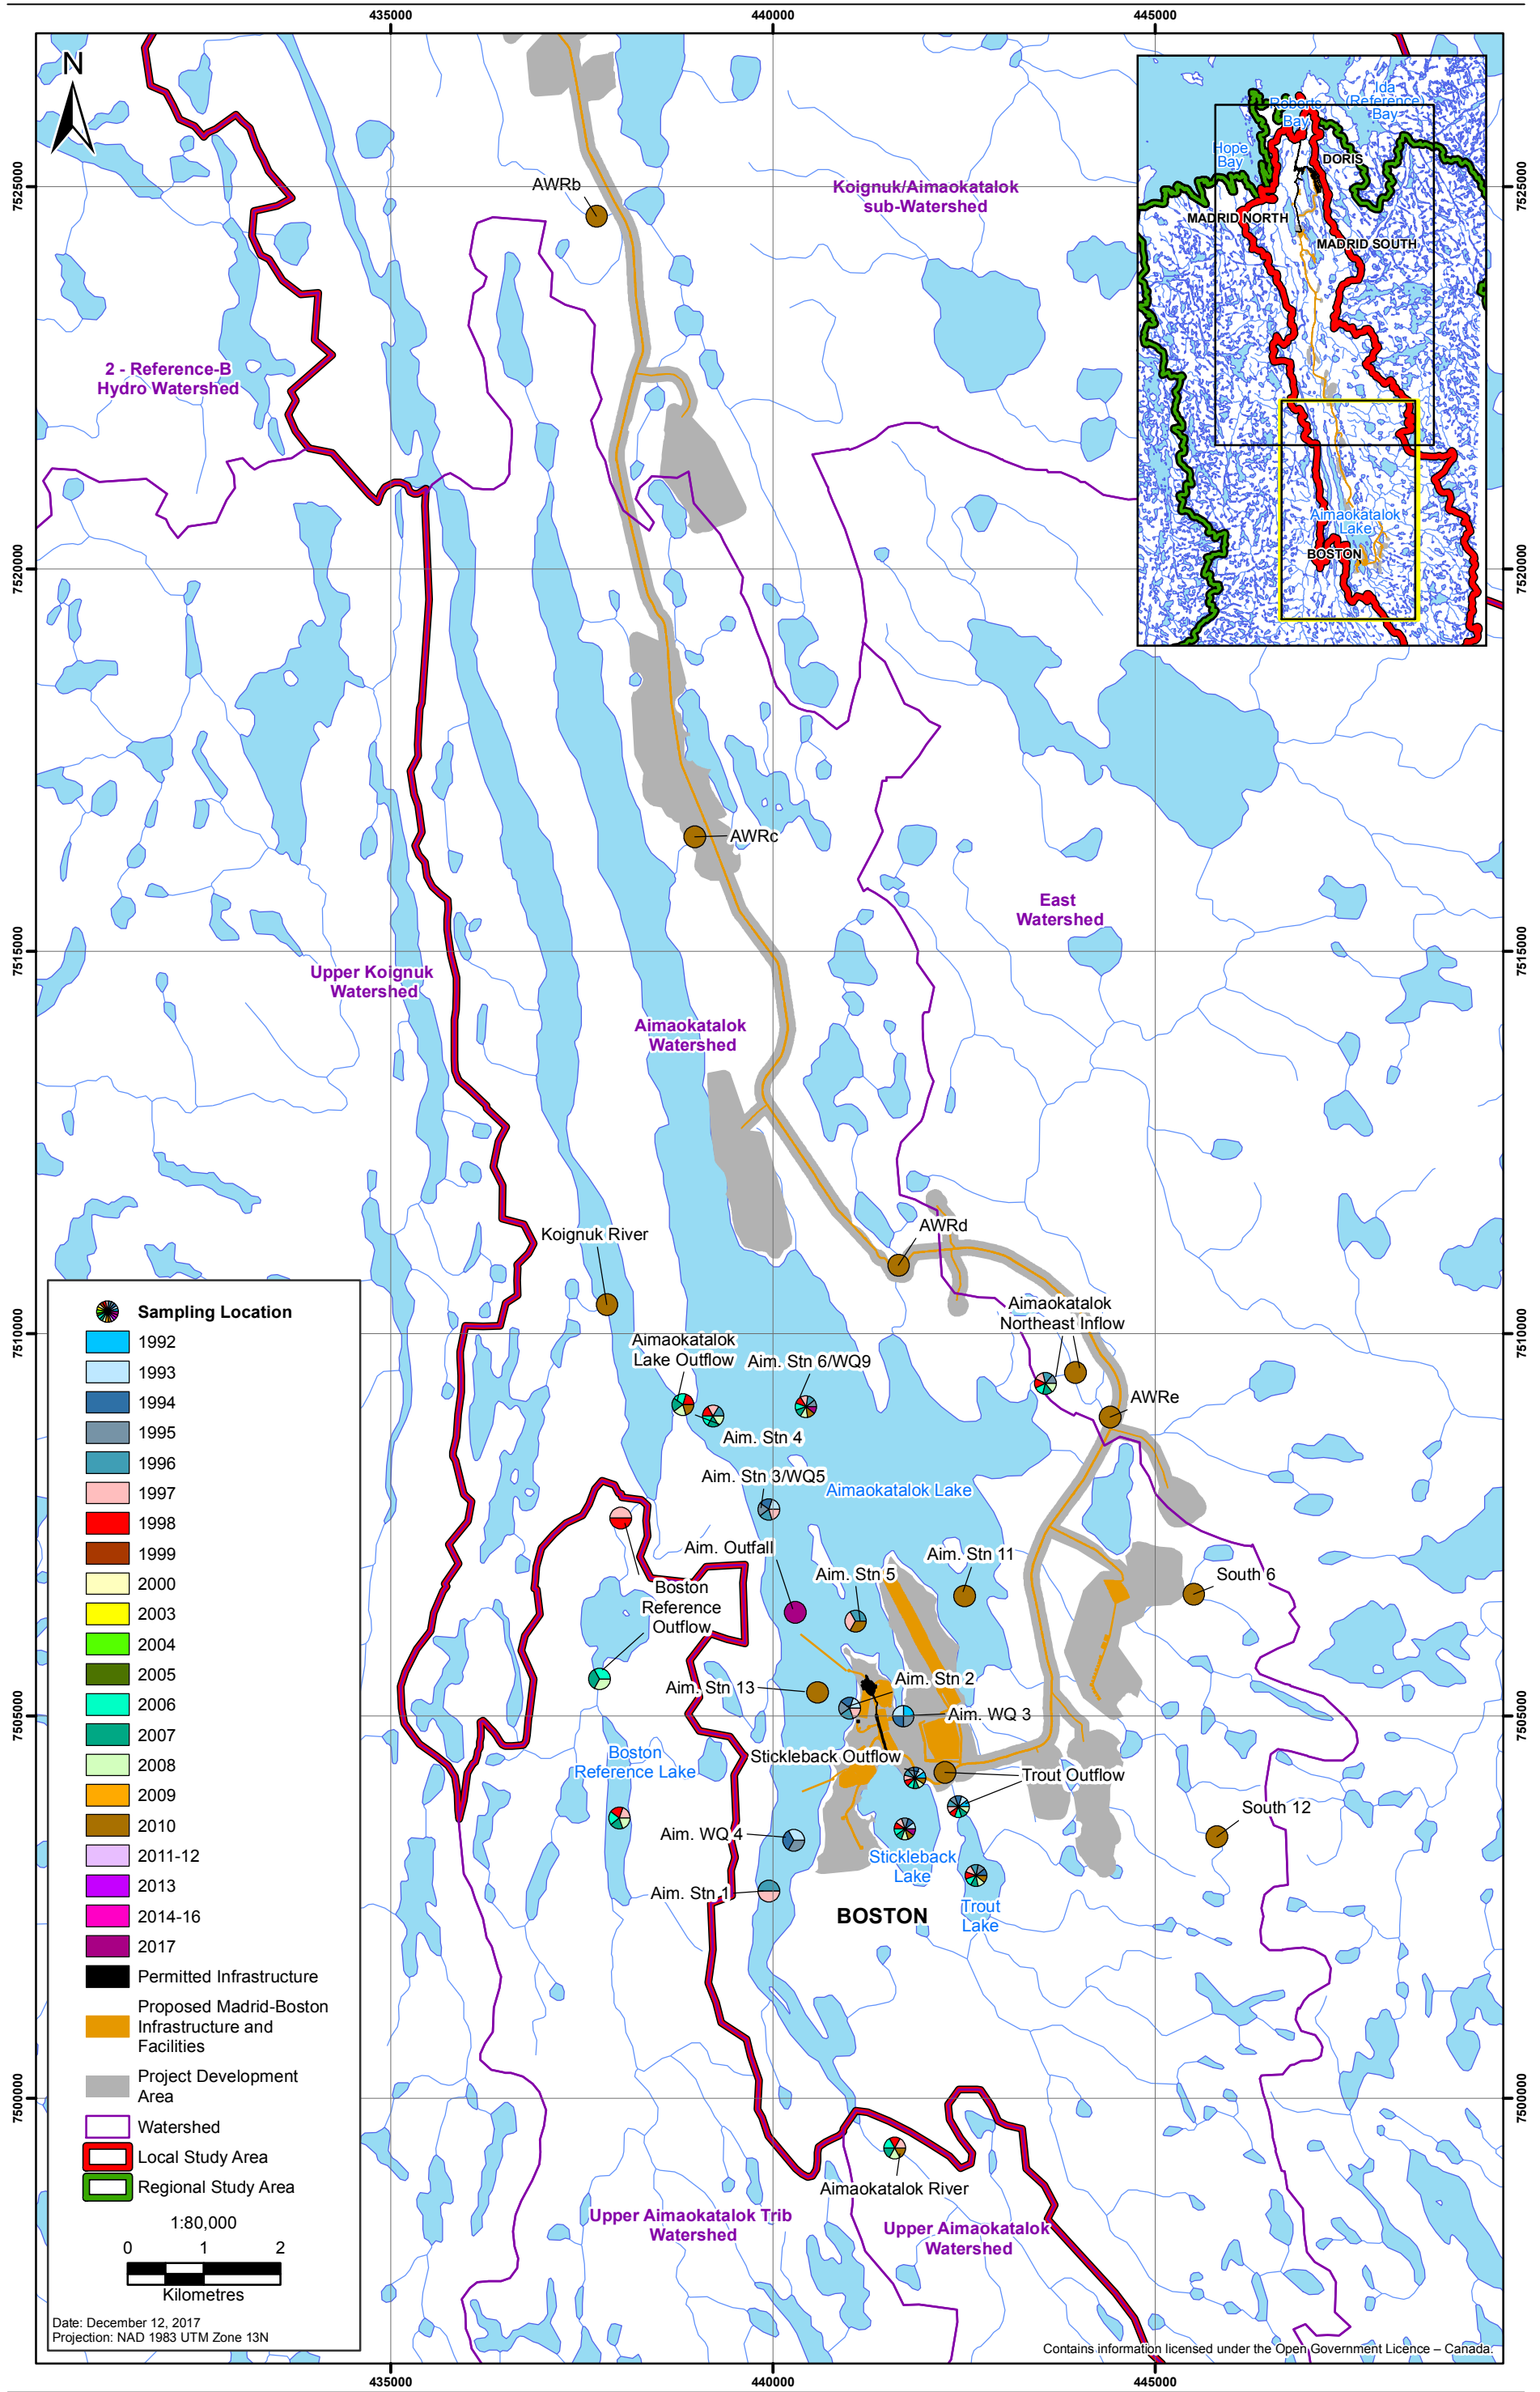 435000
440000
445000
N
7525000
7520000
7515000
7510000
7505000
7500000
7525000
7520000
7515000
7510000
7505000
7500000
Roberts
Bay
Ida
(Reference
Bay)
Hope
Bay
DORIS
MADRID NORTH
MADRID SOUTH
Aimaokatalok
Lake
BOSTON
AWRb
Koignuk/Aimaokatalok
sub-Watershed
2 - Reference-B
Hydro Watershed
AWRc
East
Watershed
Upper Koignuk
Watershed
Aimaokatalok
Watershed
AWRd
Koignuk River
Aimaokatalok
Northeast Inflow
Aimaokatalok
Lake Outflow
Aim. Stn 6/WQ9
AWRe
Aim. Stn 4
Aim. Stn 3/WQ5
Aimaokatalok Lake
Aim. Outfall
Aim. Stn 11
Aim. Stn 5
South 6
Boston
Reference
Outflow
Aim. Stn 13
Aim. Stn 2
Aim. WQ 3
Stickleback Outflow
Boston
Reference Lake
Trout Outflow
South 12
Aim. WQ 4
Stickleback
Lake
Aim. Stn 1
Trout
Lake
BOSTON
Aimaokatalok River
Upper Aimaokatalok Trib
Watershed
Upper Aimaokatalok
Watershed
Sampling Location
1992
1993
1994
1995
1996
1997
1998
1999
2000
2003
2004
2005
2006
2007
2008
2009
2010
2011-12
2013
2014-16
2017
Permitted Infrastructure
Proposed Madrid-Boston
Infrastructure and
Facilities
Project Development
Area
Watershed
Local Study Area
Regional Study Area
1:80,000
0 1 2
Kilometres
Date: December 12, 2017
Projection: NAD 1983 UTM Zone 13N
Contains information licensed under the Open Government Licence – Canada.
435000
440000
445000